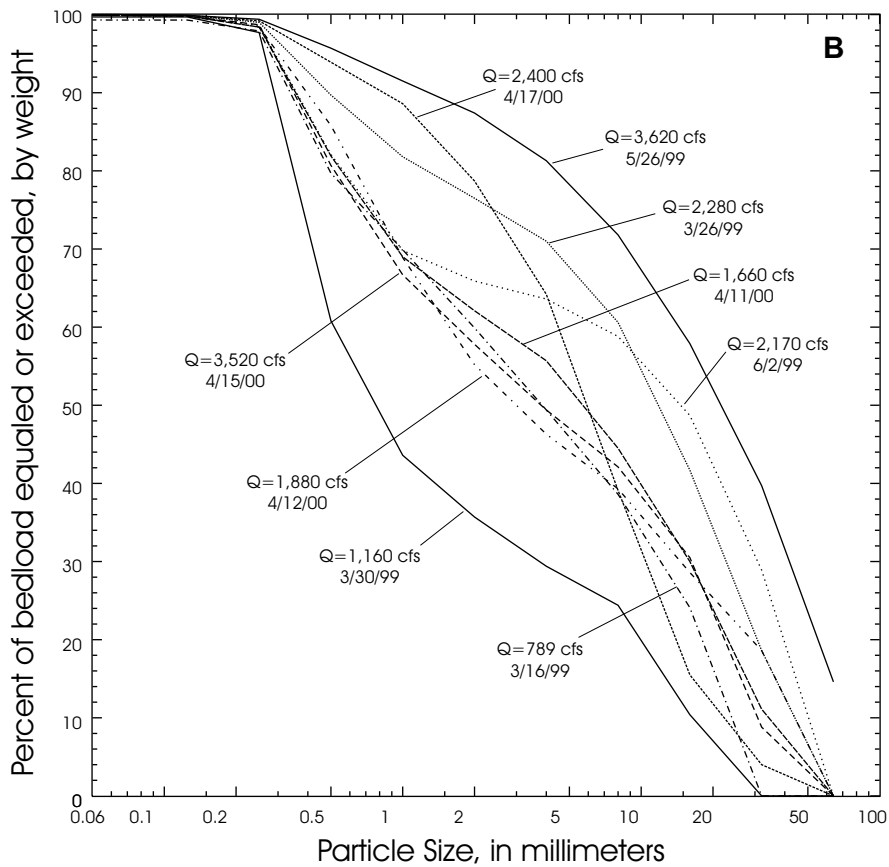 B
Percent of bedload equaled or exceeded, by weight
100
90
80
70
60
50
40
30
20
10
0
Q=2,400 cfs
4/17/00
Q=3,620 cfs
5/26/99
Q=2,280 cfs
3/26/99
Q=1,660 cfs
4/11/00
Q=2,170 cfs
6/2/99
Q=3,520 cfs
4/15/00
Q=1,880 cfs
4/12/00
Q=1,160 cfs
3/30/99
Q=789 cfs
3/16/99
0.06 0.1 0.2 0.5 1 2 5 10 20 50 100
Particle Size, in millimeters